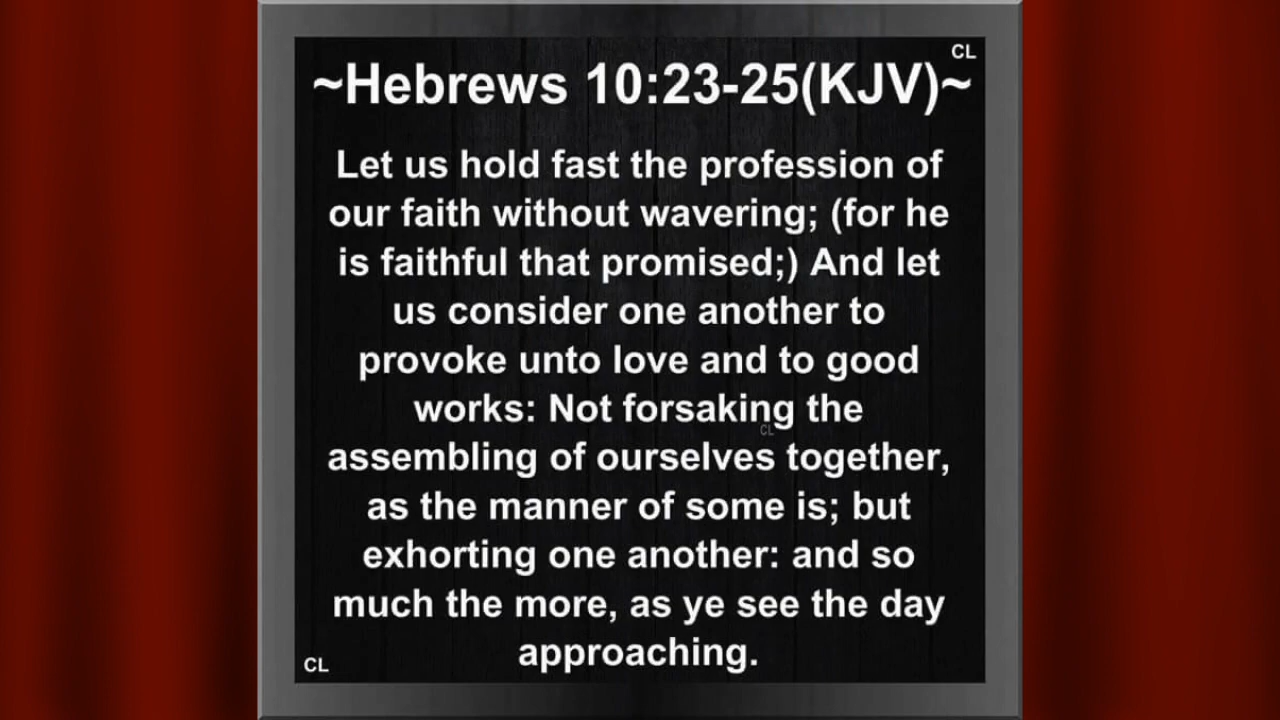 CL
~Hebrews 10:23-25(KJV)~
Let us hold fast the profession of
our faith without wavering; (for he
is faithful that promised;) And let
us consider one another to
provoke unto love and to good
works: Not forsaking the
CL
assembling of ourselves together,
as the manner of some is; but
exhorting one another: and so
much the more, as ye see the day
approaching.
CL